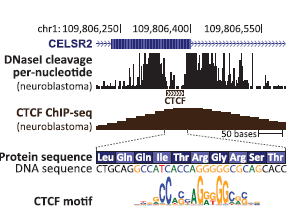 chr1: 109,806,250| 109,806,400| 109,806,550|
CELSR2
DNaseI cleavage
per-nucleotide
(neuroblastoma)
CTCF
CTCF ChIP-seq
(neuroblastoma)
50 bases
Protein sequence Leu Gln Gln Ile Thr Arg Gly Arg Ser Thr
DNA sequence CTGCAGGCCATCACCAGGGGGCGCAGCACC
CTCF motif